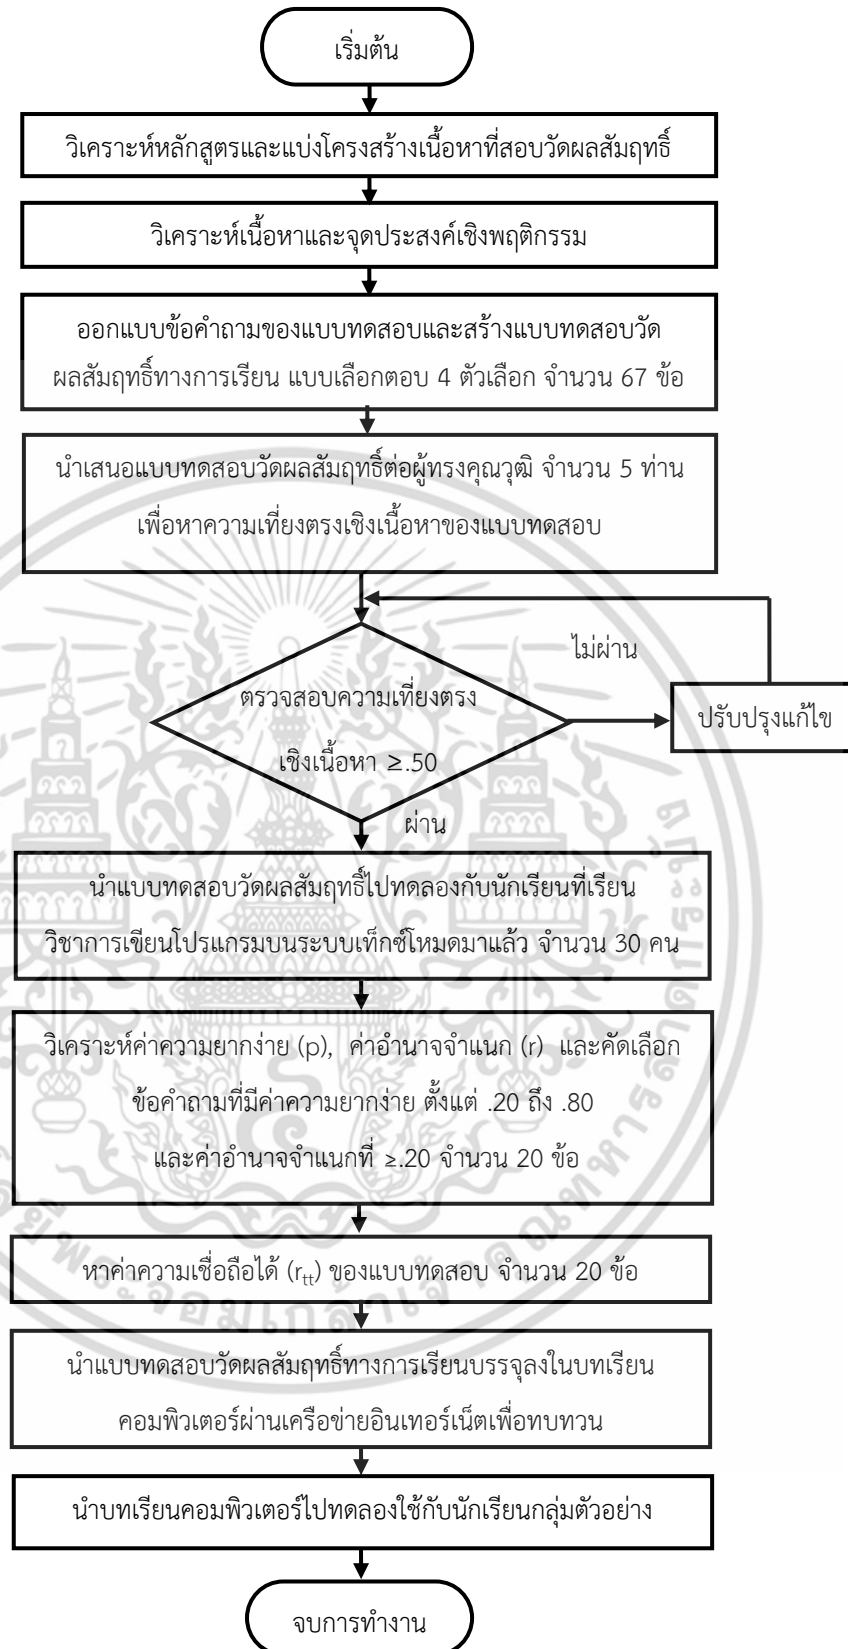 เริ่มต้น
วิเคราะห์หลักสูตรและแบ่งโครงสร้างเนื้อหาที่สอบวัดผลสัมฤทธิ์
วิเคราะห์เนื้อหาและจุดประสงค์เชิงพฤติกรรม
ออกแบบข้อคำถามของแบบทดสอบและสร้างแบบทดสอบวัด
ผลสัมฤทธิ์ทางการเรียน แบบเลือกตอบ 4 ตัวเลือก จำนวน 67 ข้อ
นำเสนอแบบทดสอบวัดผลสัมฤทธิ์ต่อผู้ทรงคุณวุฒิ จำนวน 5 ท่าน
เพื่อหาความเที่ยงตรงเชิงเนื้อหาของแบบทดสอบ
ไม่ผ่าน
ตรวจสอบความเที่ยงตรง
เชิงเนื้อหา ≥.50
ปรับปรุงแก้ไข
ผ่าน
นำแบบทดสอบวัดผลสัมฤทธิ์ไปทดลองกับนักเรียนที่เรียน
วิชาการเขียนโปรแกรมบนระบบเท็กซ์โหมดมาแล้ว จำนวน 30 คน
วิเคราะห์ค่าความยากง่าย (p), ค่าอำนาจจำแนก (r) และคัดเลือก
ข้อคำถามที่มีค่าความยากง่าย ตั้งแต่ .20 ถึง .80
และค่าอำนาจจำแนกที่ ≥.20 จำนวน 20 ข้อ
หาค่าความเชื่อถือได้ (rtt) ของแบบทดสอบ จำนวน 20 ข้อ
นำแบบทดสอบวัดผลสัมฤทธิ์ทางการเรียนบรรจุลงในบทเรียน
คอมพิวเตอร์ผ่านเครือข่ายอินเทอร์เน็ตเพื่อทบทวน
นำบทเรียนคอมพิวเตอร์ไปทดลองใช้กับนักเรียนกลุ่มตัวอย่าง
จบการทำงาน
พระจอมเกล้าเจ้าคุณทหารลาดกระบัง